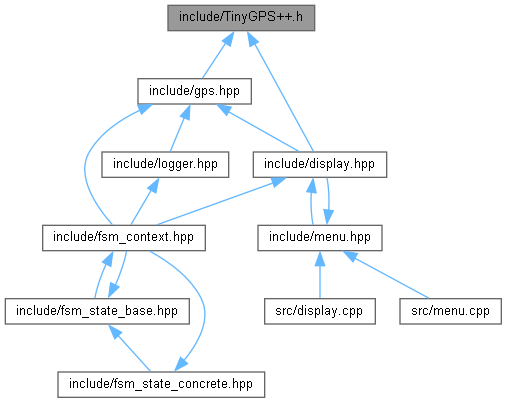 include/TinyGPS++.h
include/gps.hpp
include/logger.hpp
include/display.hpp
include/fsm_context.hpp
include/menu.hpp
include/fsm_state_base.hpp
src/display.cpp
src/menu.cpp
include/fsm_state_concrete.hpp